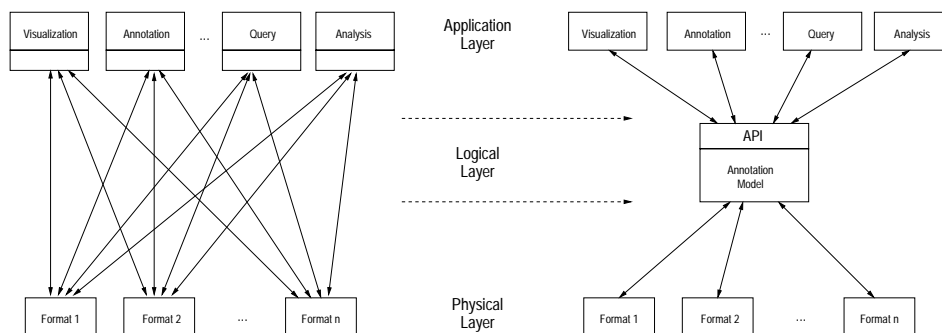 Visualization Annotation ... Query Analysis
Application
Layer
Visualization Annotation ... Query Analysis
API
Logical
Layer
Annotation
Model
Format 1 Format 2 ... Format n
Physical
Layer
Format 1 Format 2 ... Format n